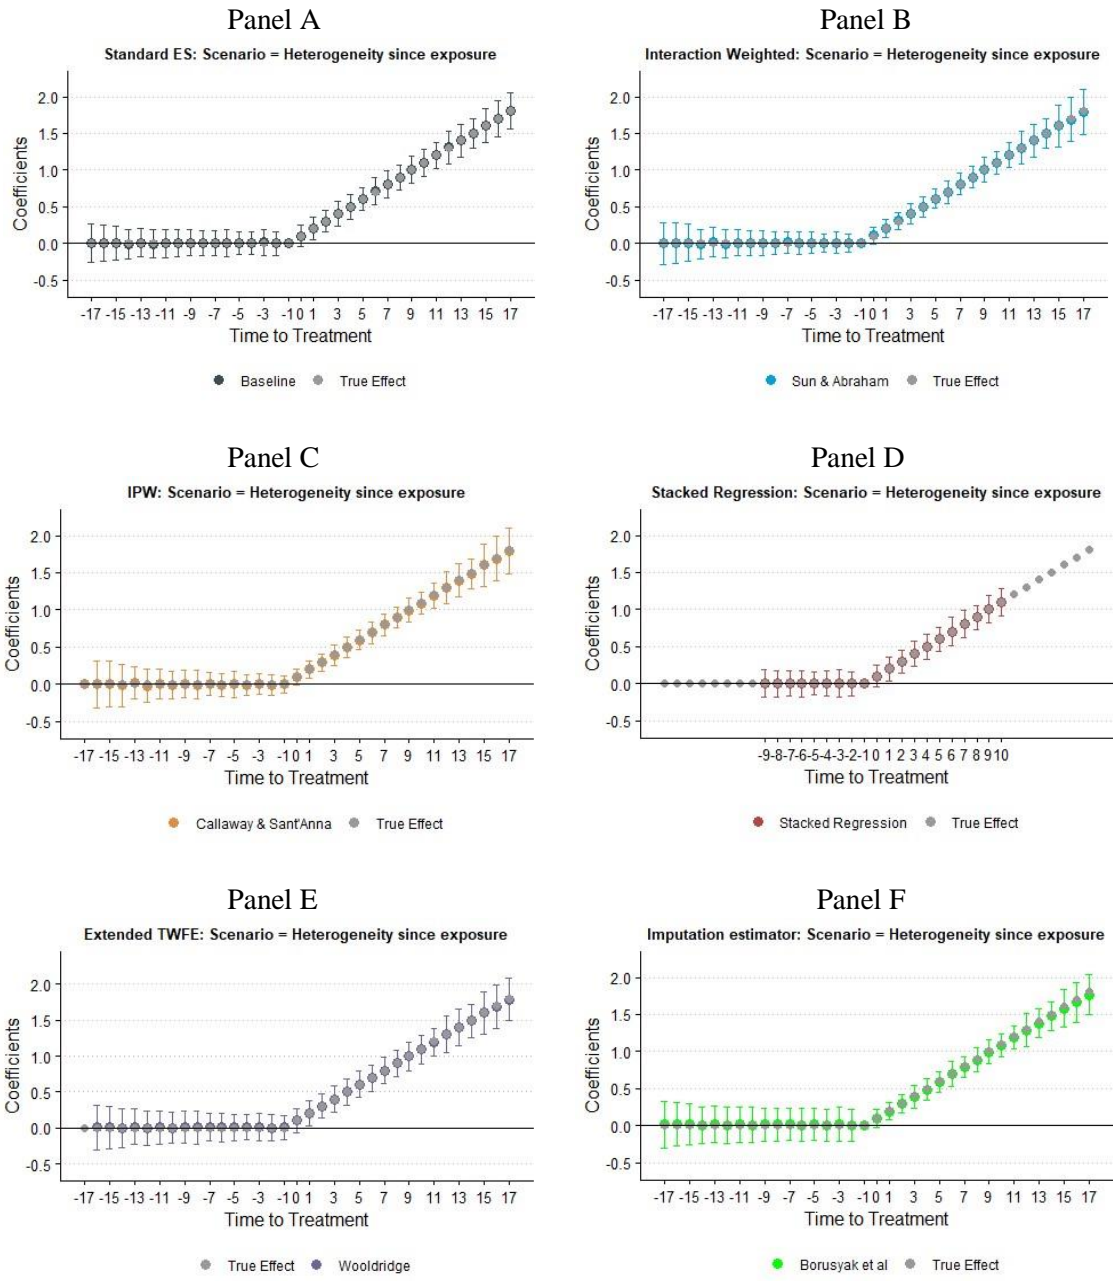 Panel A
Standard ES: Scenario = Heterogeneity since exposure
2.0
1.5
1.0
0.5
0.0
-0.5
Coefficients
-17 -15 -13 -11 -9 -7 -5 -3 -1 0 1 3 5 7 9 11 13 15 17
Time to Treatment
Baseline True Effect
Panel B
Interaction Weighted: Scenario = Heterogeneity since exposure
2.0
1.5
1.0
0.5
0.0
-0.5
Coefficients
-17 -15 -13 -11 -9 -7 -5 -3 -1 0 1 3 5 7 9 11 13 15 17
Time to Treatment
Sun & Abraham True Effect
Panel C
IPW: Scenario = Heterogeneity since exposure
2.0
1.5
1.0
0.5
0.0
-0.5
Coefficients
-17 -15 -13 -11 -9 -7 -5 -3 -1 0 1 3 5 7 9 11 13 15 17
Time to Treatment
Callaway & Sant'Anna True Effect
Panel D
Stacked Regression: Scenario = Heterogeneity since exposure
2.0
1.5
1.0
0.5
0.0
-0.5
Coefficients
-9 -8 -7 -6 -5 -4 -3 -2 -1 0 1 2 3 4 5 6 7 8 9 10
Time to Treatment
Stacked Regression True Effect
Panel E
Extended TWFE: Scenario = Heterogeneity since exposure
2.0
1.5
1.0
0.5
0.0
-0.5
Coefficients
-17 -15 -13 -11 -9 -7 -5 -3 -1 0 1 3 5 7 9 11 13 15 17
Time to Treatment
True Effect Wooldridge
Panel F
Imputation estimator: Scenario = Heterogeneity since exposure
2.0
1.5
1.0
0.5
0.0
-0.5
Coefficients
-17 -15 -13 -11 -9 -7 -5 -3 -1 0 1 3 5 7 9 11 13 15 17
Time to Treatment
Borusyak et al True Effect